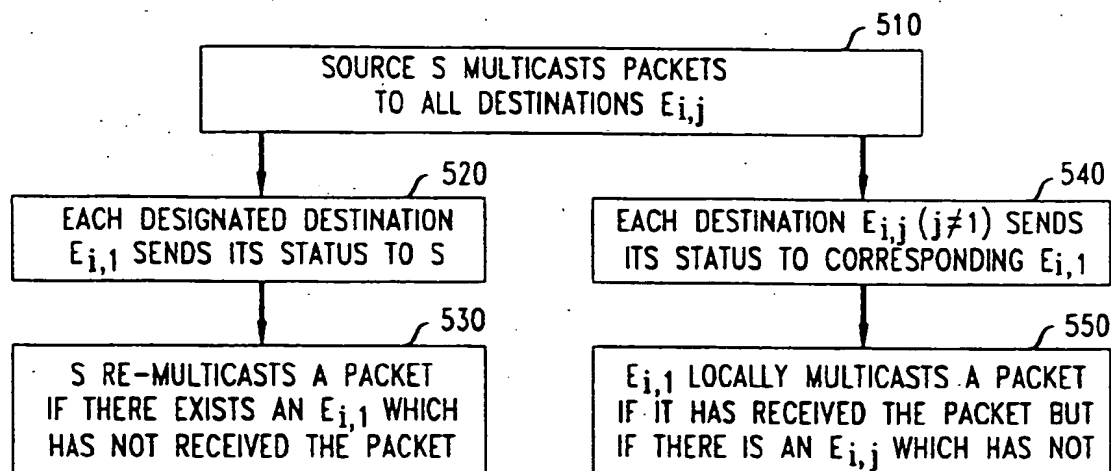 510
SOURCE S MULTICASTS PACKETS
TO ALL DESTINATIONS Ei,j
520
EACH DESIGNATED DESTINATION
Ei,1 SENDS ITS STATUS TO S
540
EACH DESTINATION Ei,j (j≠1) SENDS
ITS STATUS TO CORRESPONDING Ei,1
530
S RE-MULTICASTS A PACKET
IF THERE EXISTS AN Ei,1 WHICH
HAS NOT RECEIVED THE PACKET
550
Ei,1 LOCALLY MULTICASTS A PACKET
IF IT HAS RECEIVED THE PACKET BUT
IF THERE IS AN Ei,j WHICH HAS NOT